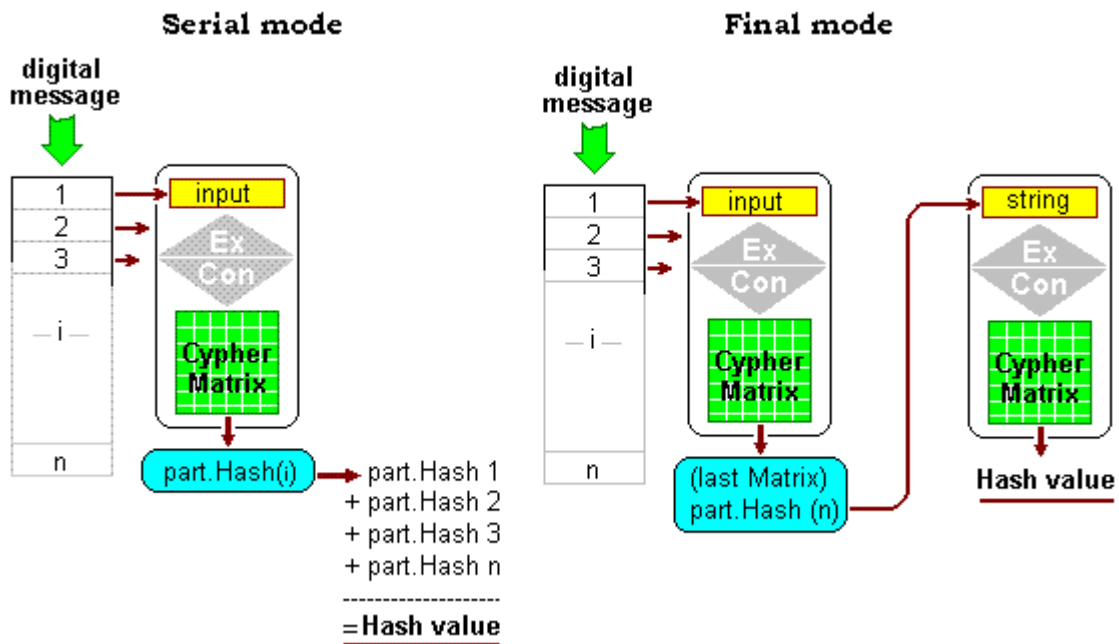 Serial mode
digital
message
1
2
3
— i —
n
input
Ex
Con
Cypher
Matrix
part.Hash(i)
part.Hash 1
+ part.Hash 2
+ part.Hash 3
+ part.Hash n
--------------------
=Hash value
Final mode
digital
message
1
2
3
— i —
n
input
Ex
Con
Cypher
Matrix
(last Matrix)
part.Hash (n)
string
Ex
Con
Cypher
Matrix
Hash value